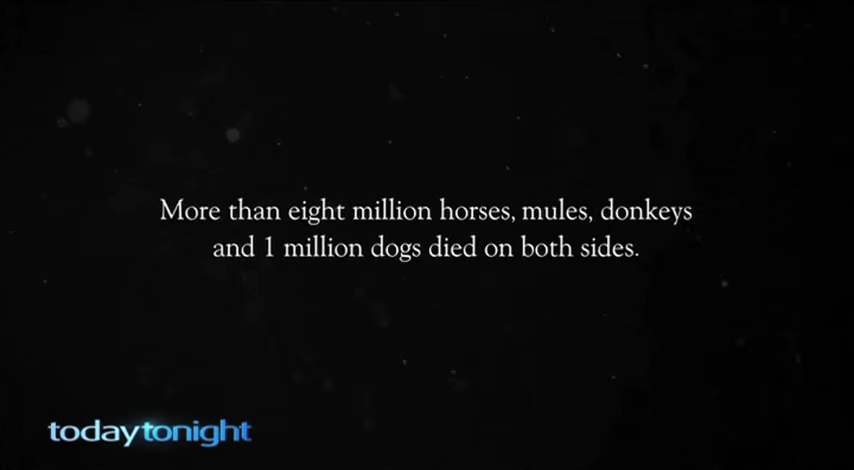 More than eight million horses, mules, donkeys
and 1 million dogs died on both sides.
todaytonight